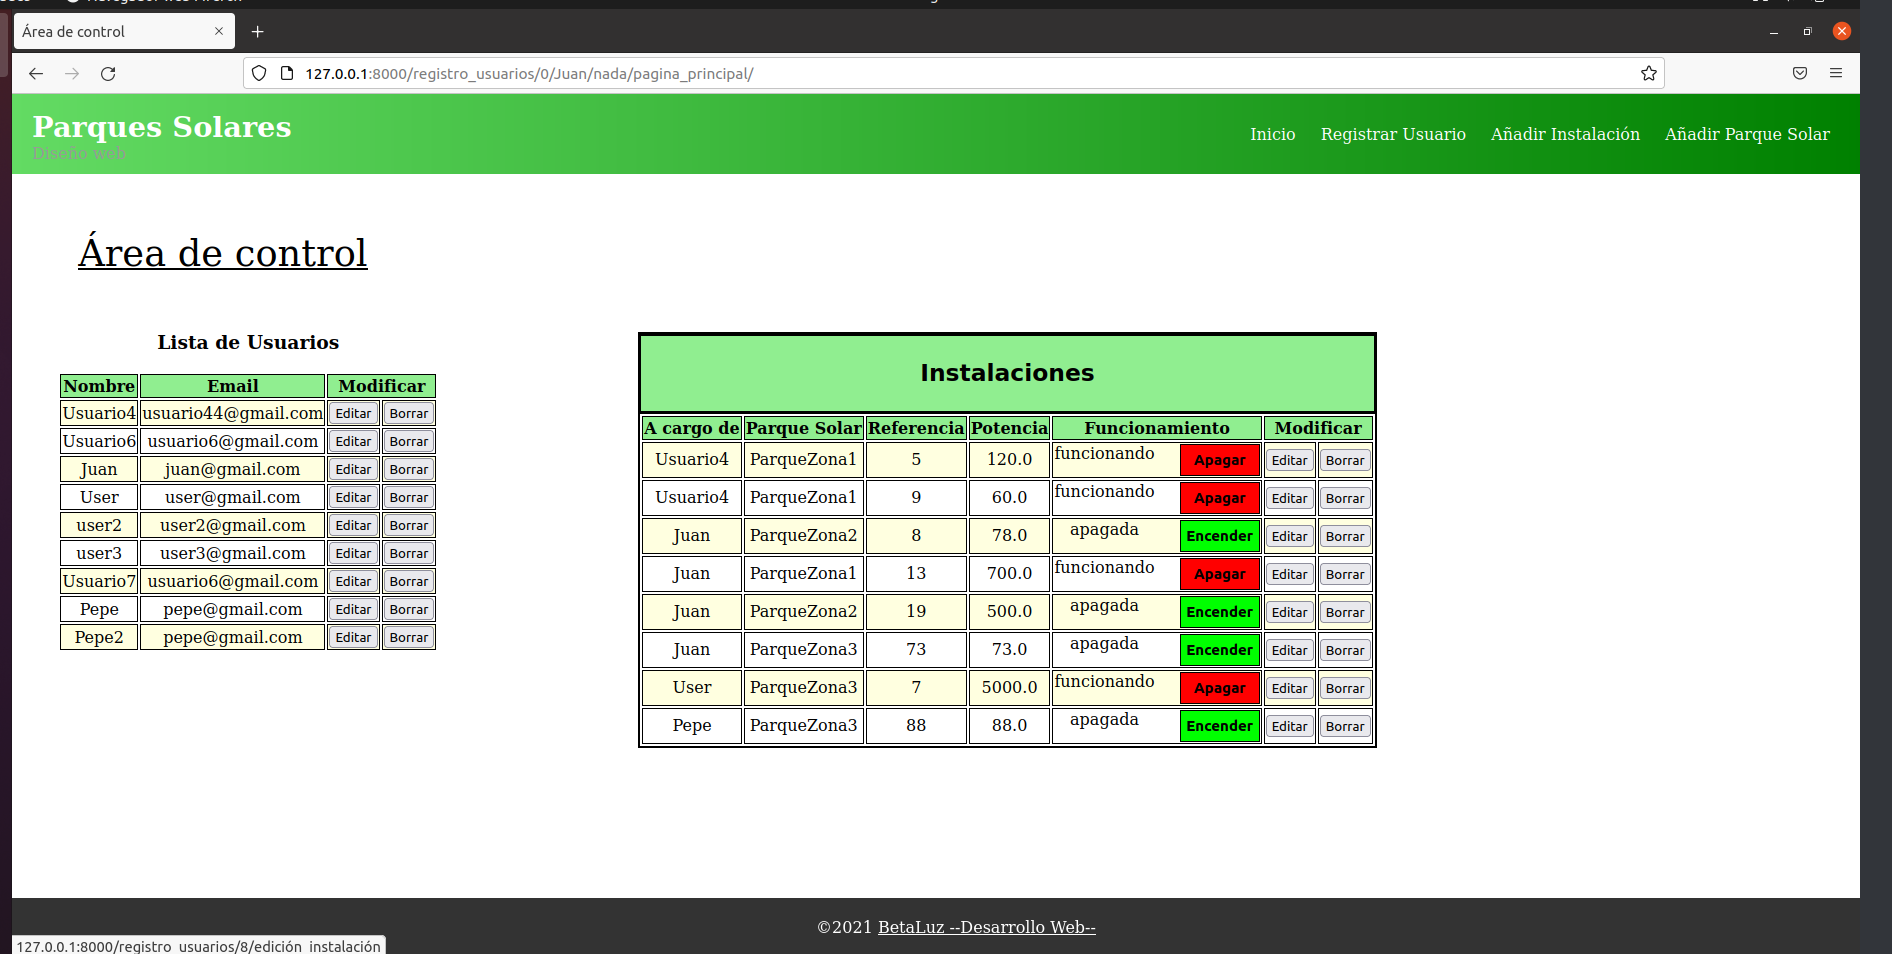 Área de control
127.0.0.1:8000/registro_usuarios/0/Juan/nada/pagina_principal/
Parques Solares
Diseño web
Inicio Registrar Usuario Añadir Instalación Añadir Parque Solar
Área de control
Lista de Usuarios
Nombre Email Modificar
Usuario4 usuario44@gmail.com Editar Borrar
Usuario6 usuario6@gmail.com Editar Borrar
Juan juan@gmail.com Editar Borrar
User user@gmail.com Editar Borrar
user2 user2@gmail.com Editar Borrar
user3 user3@gmail.com Editar Borrar
Usuario7 usuario6@gmail.com Editar Borrar
Pepe pepe@gmail.com Editar Borrar
Pepe2 pepe@gmail.com Editar Borrar
Instalaciones
A cargo de Parque Solar Referencia Potencia Funcionamiento Modificar
Usuario4 ParqueZona1 5 120.0 funcionando Apagar Editar Borrar
Usuario4 ParqueZona1 9 60.0 funcionando Apagar Editar Borrar
Juan ParqueZona2 8 78.0 apagada Encender Editar Borrar
Juan ParqueZona1 13 700.0 funcionando Apagar Editar Borrar
Juan ParqueZona2 19 500.0 apagada Encender Editar Borrar
Juan ParqueZona3 73 73.0 apagada Encender Editar Borrar
User ParqueZona3 7 5000.0 funcionando Apagar Editar Borrar
Pepe ParqueZona3 88 88.0 apagada Encender Editar Borrar
©2021 BetaLuz --Desarrollo Web--
127.0.0.1:8000/registro_usuarios/8/edición_instalación